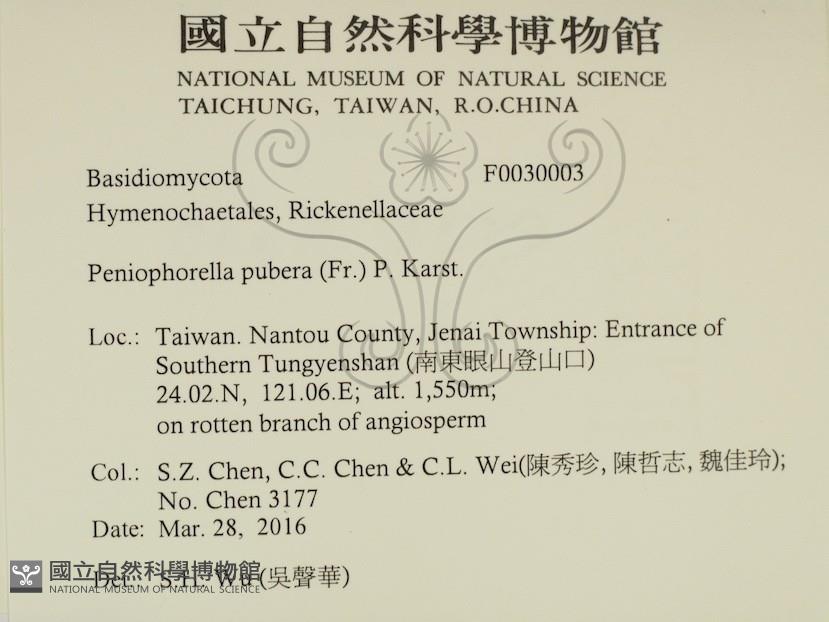 國立自然科學博物館
NATIONAL MUSEUM OF NATURAL SCIENCE
TAICHUNG, TAIWAN, R.O.CHINA
Basidiomycota F0030003
Hymenochaetales, Rickenellaceae
Peniophorella pubera (Fr.) P. Karst.
Loc.: Taiwan. Nantou County, Jenai Township: Entrance of
Southern Tungyenshan (南東眼山登山口)
24.02.N, 121.06.E; alt. 1,550m;
on rotten branch of angiosperm
Col.: S.Z. Chen, C.C. Chen & C.L. Wei(陳秀珍, 陳哲志, 魏佳玲);
No. Chen 3177
Date: Mar. 28, 2016
Det. S.H. Wu (吳聲華)
國立自然科學博物館
NATIONAL MUSEUM OF NATURAL SCIENCE